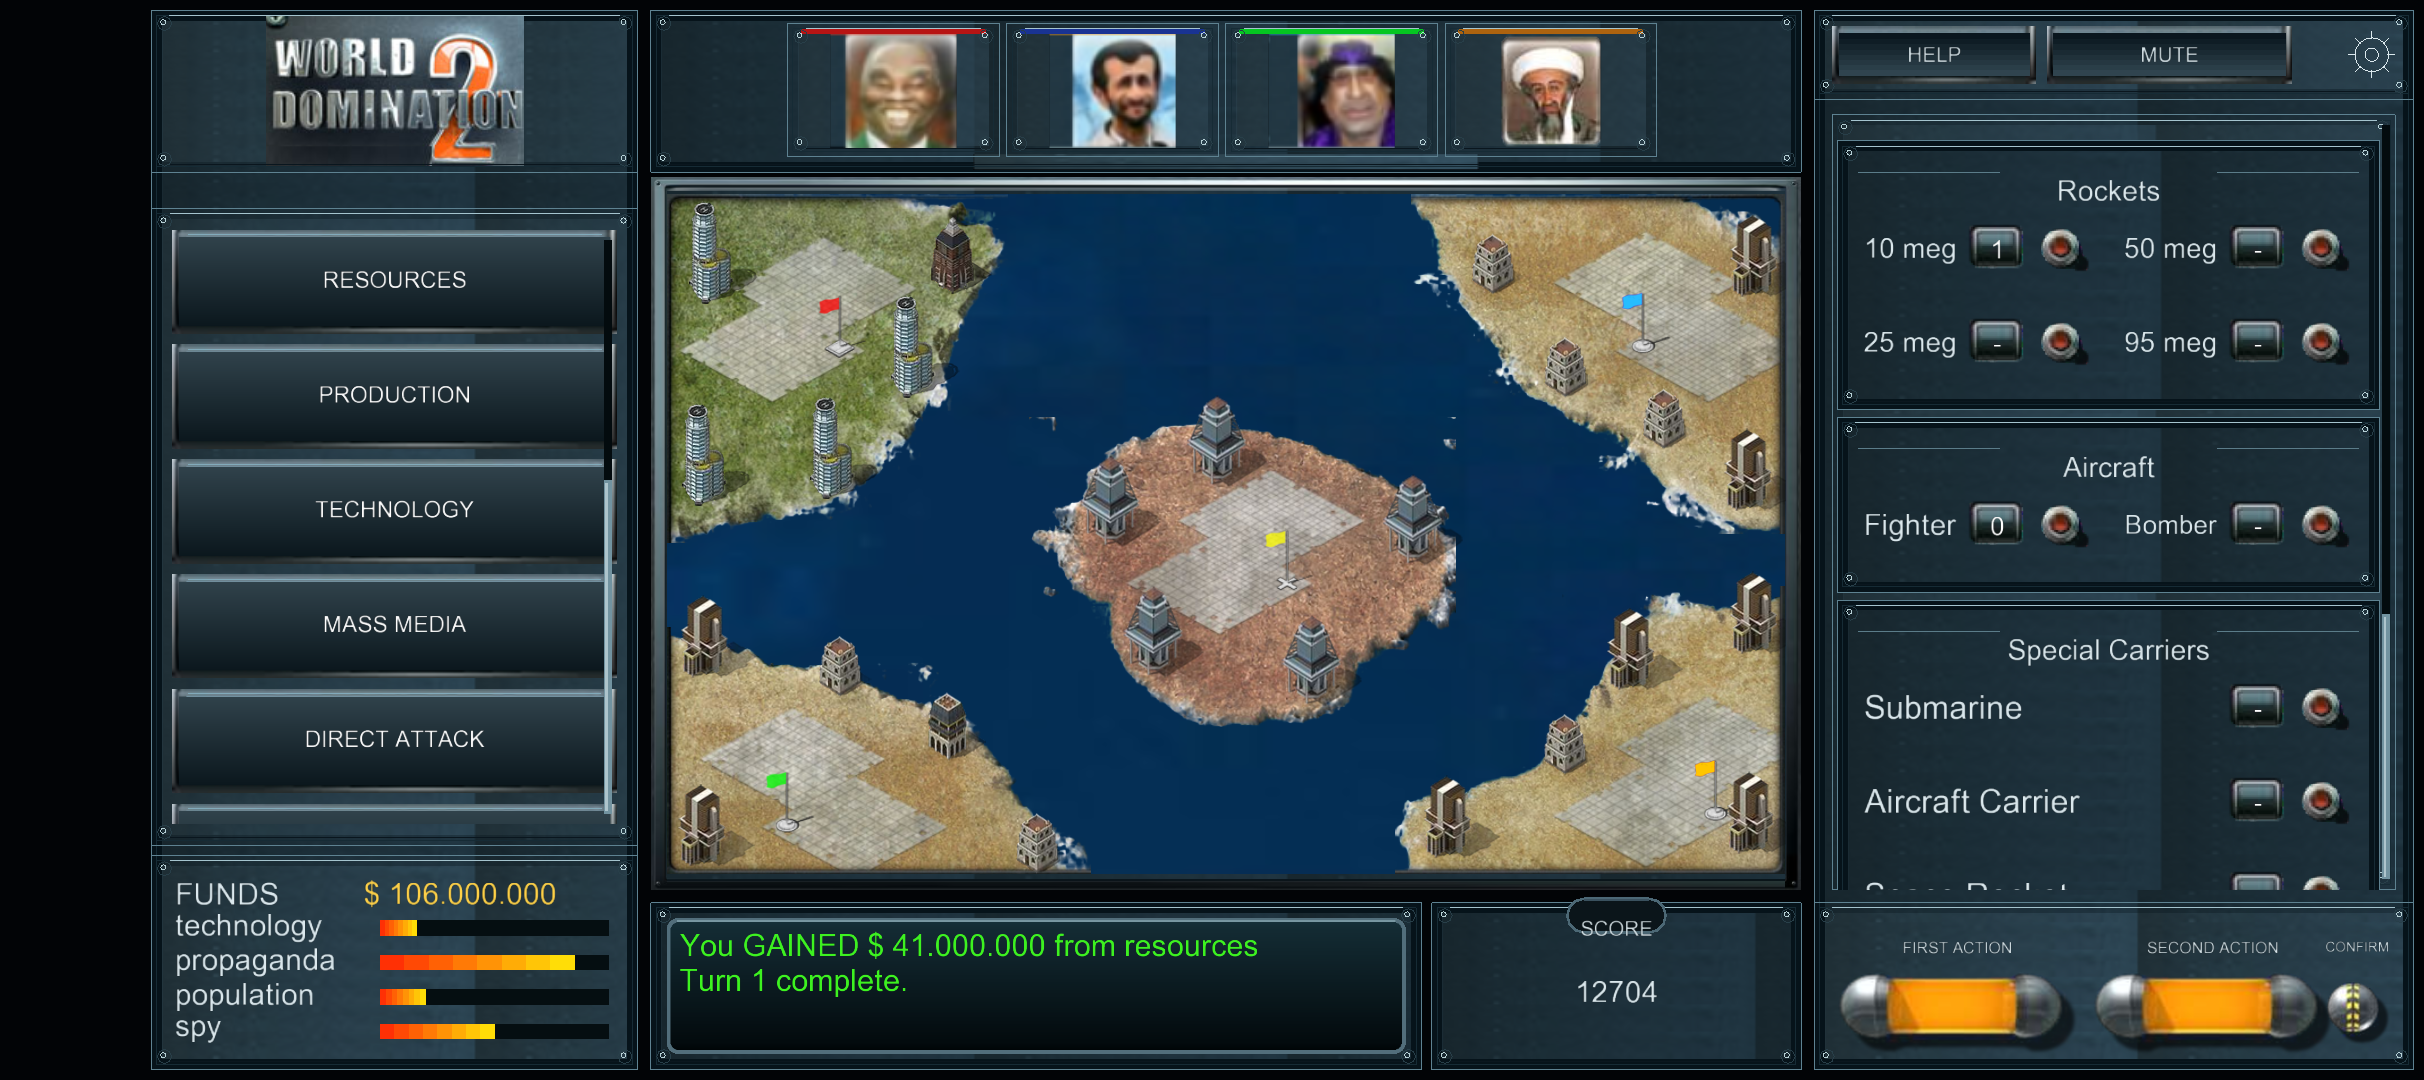 WORLD
DOMINATION
2
RESOURCES
PRODUCTION
TECHNOLOGY
MASS MEDIA
DIRECT ATTACK
FUNDS $ 106.000.000
technology
propaganda
population
spy
You GAINED $ 41.000.000 from resources
Turn 1 complete.
SCORE
12704
HELP MUTE
Rockets
10 meg 1 50 meg -
25 meg - 95 meg -
Aircraft
Fighter 0 Bomber -
Special Carriers
Submarine -
Aircraft Carrier -
FIRST ACTION SECOND ACTION CONFIRM